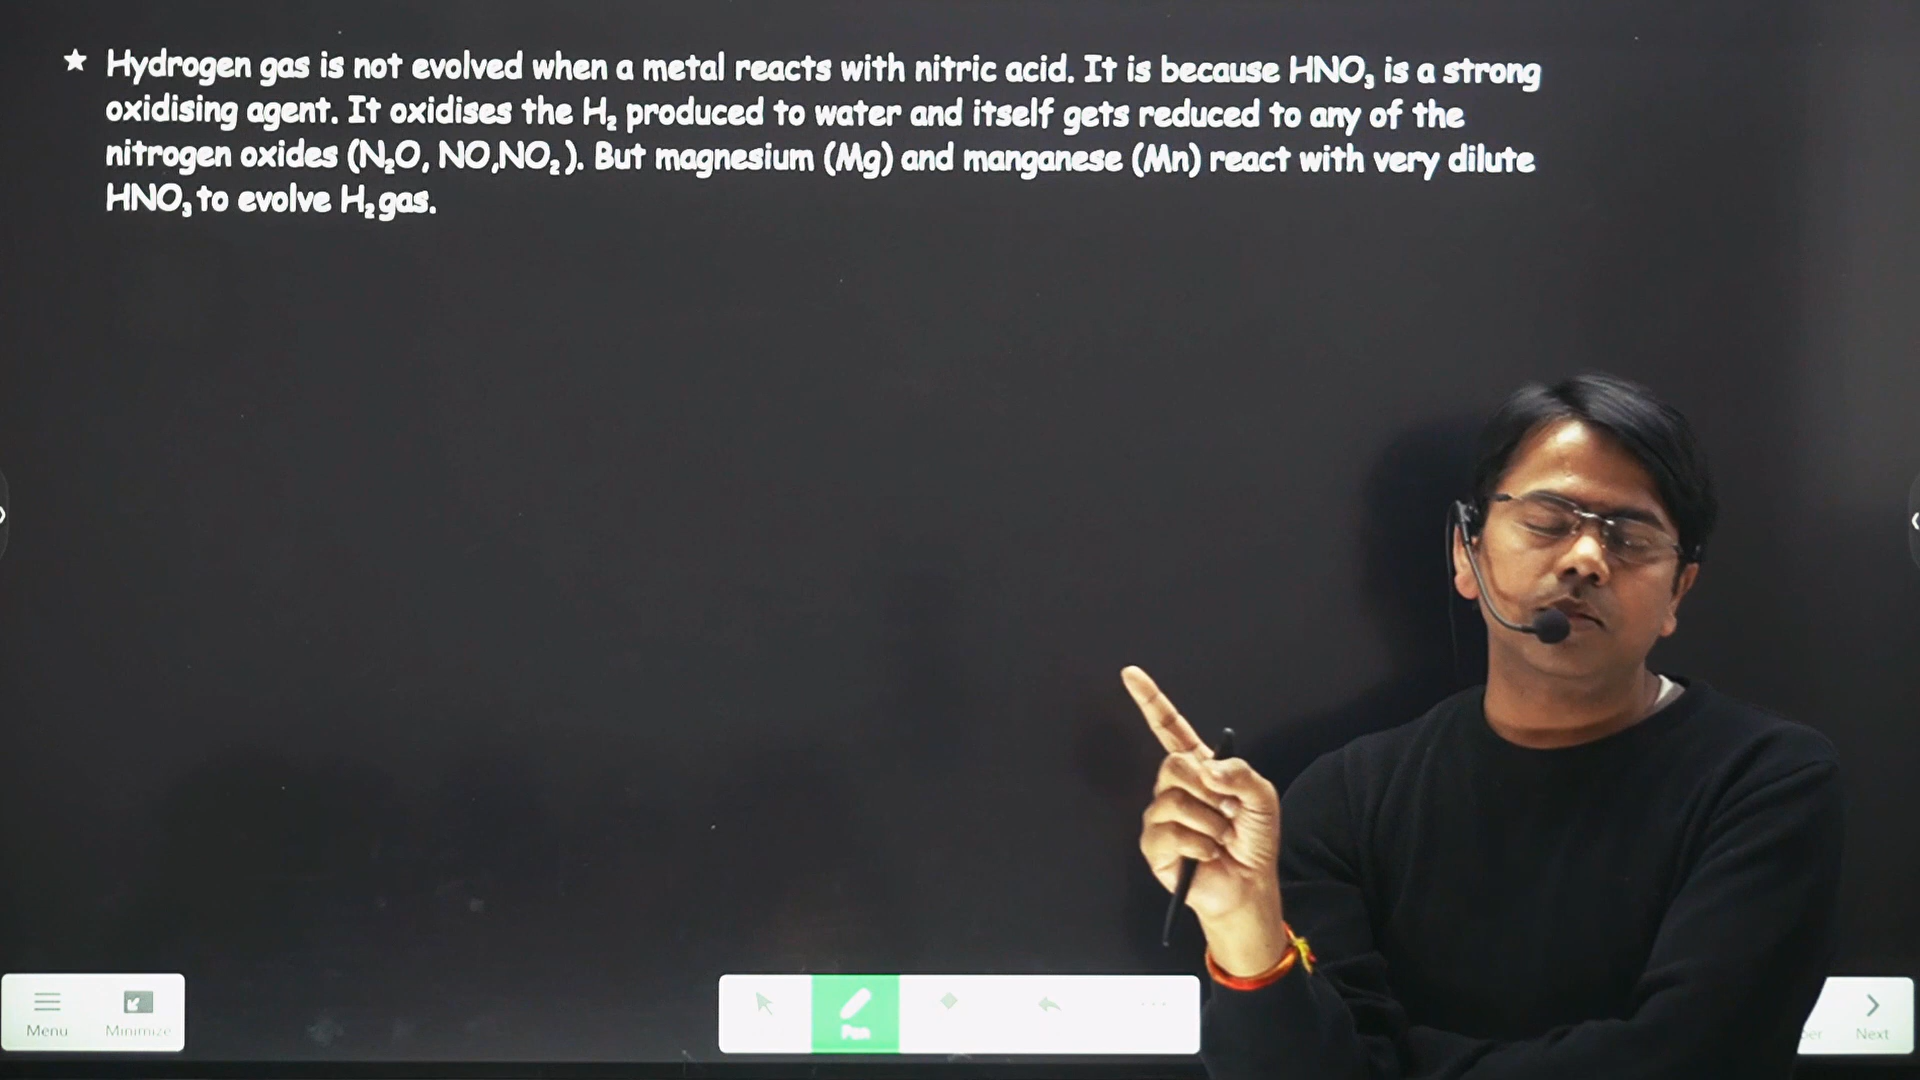 ★ Hydrogen gas is not evolved when a metal reacts with nitric acid. It is because HNO₃ is a strong
oxidising agent. It oxidises the H₂ produced to water and itself gets reduced to any of the
nitrogen oxides (N₂O, NO,NO₂). But magnesium (Mg) and manganese (Mn) react with very dilute
HNO₃ to evolve H₂ gas.
Menu
Minimize
Pen
Next